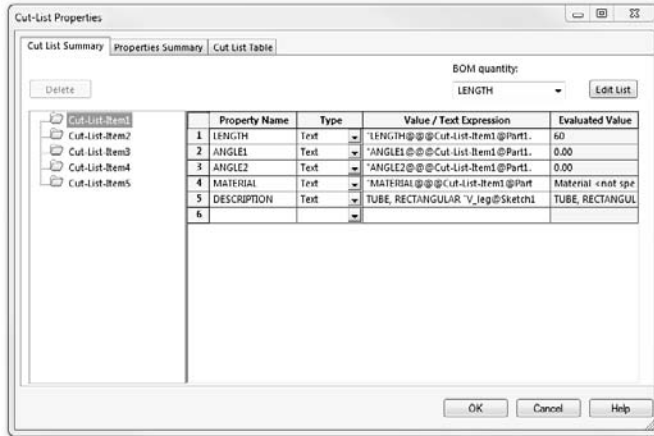 Cut-List Properties
Cut List Summary Properties Summary Cut List Table
BOM quantity:
Delete LENGTH Edit List
Cut-List-Item1
Cut-List-Item2
Cut-List-Item3
Cut-List-Item4
Cut-List-Item5
Property Name Type Value / Text Expression Evaluated Value
1 LENGTH Text "LENGTH@@@Cut-List-Item1@Part1. 60
2 ANGLE1 Text "ANGLE1@@@Cut-List-Item1@Part1. 0.00
3 ANGLE2 Text "ANGLE2@@@Cut-List-Item1@Part1. 0.00
4 MATERIAL Text "MATERIAL@@@Cut-List-Item1@Part Material <not spe
5 DESCRIPTION Text TUBE, RECTANGULAR "V_leg@Sketch1 TUBE, RECTANGUL
6
OK Cancel Help